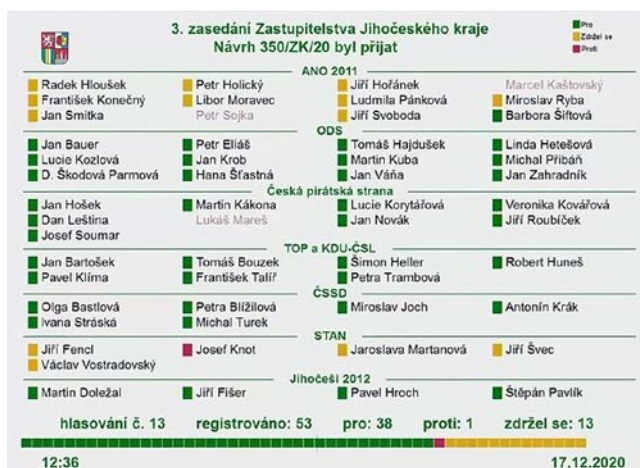 3. zasedání Zastupitelstva Jihočeského kraje
Návrh 350/ZK/20 byl přijat
Pro
Zdržel se
Proti
ANO 2011
Radek Hloušek Petr Holický Jiří Hořánek Marcel Kaštovský
František Konečný Libor Moravec Ludmila Pánková Miroslav Ryba
Jan Smitka Petr Sojka Jiří Svoboda Barbora Šiftová
ODS
Jan Bauer Petr Eliáš Tomáš Hajdušek Linda Hetešová
Lucie Kozlová Jan Krob Martin Kuba Michal Přibáň
D. Škodová Parmová Hana Šťastná Jan Váňa Jan Zahradník
Česká pirátská strana
Jan Hošek Martin Kákona Lucie Korytářová Veronika Kovářová
Dan Leština Lukáš Mareš Jan Novák Jiří Roubíček
Josef Soumar
TOP a KDU-ČSL
Jan Bartošek Tomáš Bouzek Šimon Heller Robert Huneš
Pavel Klíma František Talíř Petra Trambová
ČSSD
Olga Bastlová Petra Blížilová Miroslav Joch Antonín Krák
Ivana Stráská Michal Turek
STAN
Jiří Fencl Josef Knot Jaroslava Martanová Jiří Švec
Václav Vostradovský
Jihočeši 2012
Martin Doležal Jiří Fišer Pavel Hroch Štěpán Pavlík
hlasování č. 13 registrováno: 53 pro: 38 proti: 1 zdržel se: 13
12:36 17.12.2020